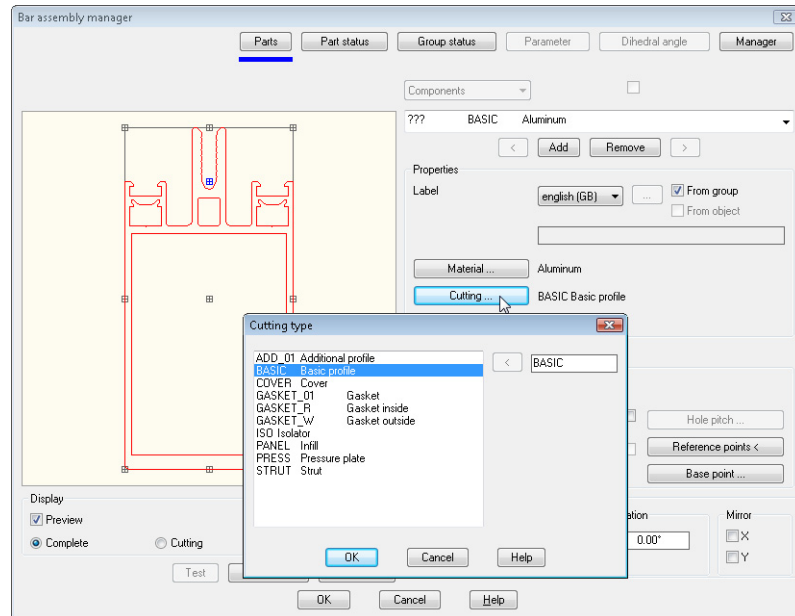 Bar assembly manager
Parts Part status Group status Parameter Dihedral angle Manager
Components
??? BASIC Aluminum
< Add Remove >
Properties
Label english (GB) ... From group
From object
Material ... Aluminum
Cutting ... BASIC Basic profile
Cutting type
ADD_01 Additional profile < BASIC
BASIC Basic profile
COVER Cover
GASKET_01 Gasket
GASKET_R Gasket inside
GASKET_W Gasket outside
ISO Isolator
PANEL Infill
PRESS Pressure plate
STRUT Strut
OK Cancel Help
Hole pitch ...
Reference points <
Base point ...
Display
Preview
Complete Cutting
Test
0.00°
Mirror
X
Y
OK Cancel Help